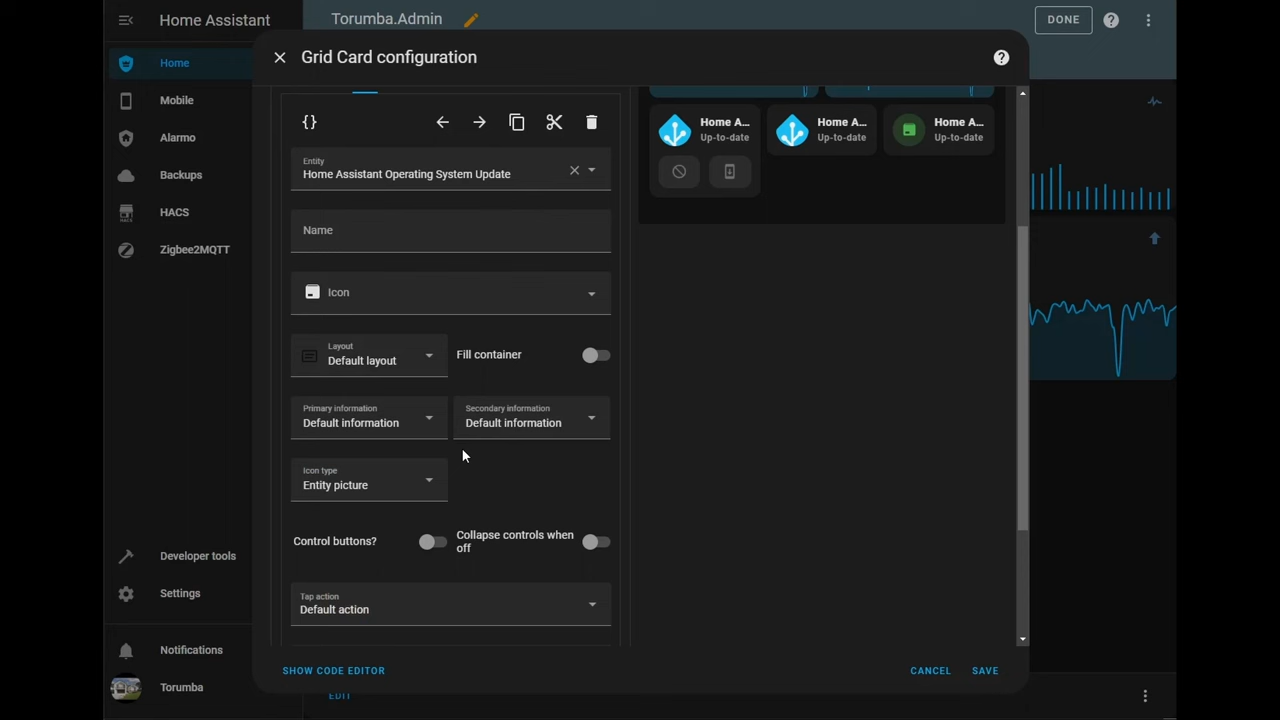 Home Assistant
Torumba.Admin
DONE
Home
Mobile
Alarmo
Backups
HACS
HACS
Zigbee2MQTT
Developer tools
Settings
Notifications
Torumba
Grid Card configuration
{}
Entity
Home Assistant Operating System Update
Name
Icon
Layout
Default layout
Fill container
Primary information
Default information
Secondary information
Default information
Icon type
Entity picture
Control buttons?
Collapse controls when
off
Tap action
Default action
Home A...
Up-to-date
Home A...
Up-to-date
Home A...
Up-to-date
SHOW CODE EDITOR
CANCEL
SAVE
EDIT